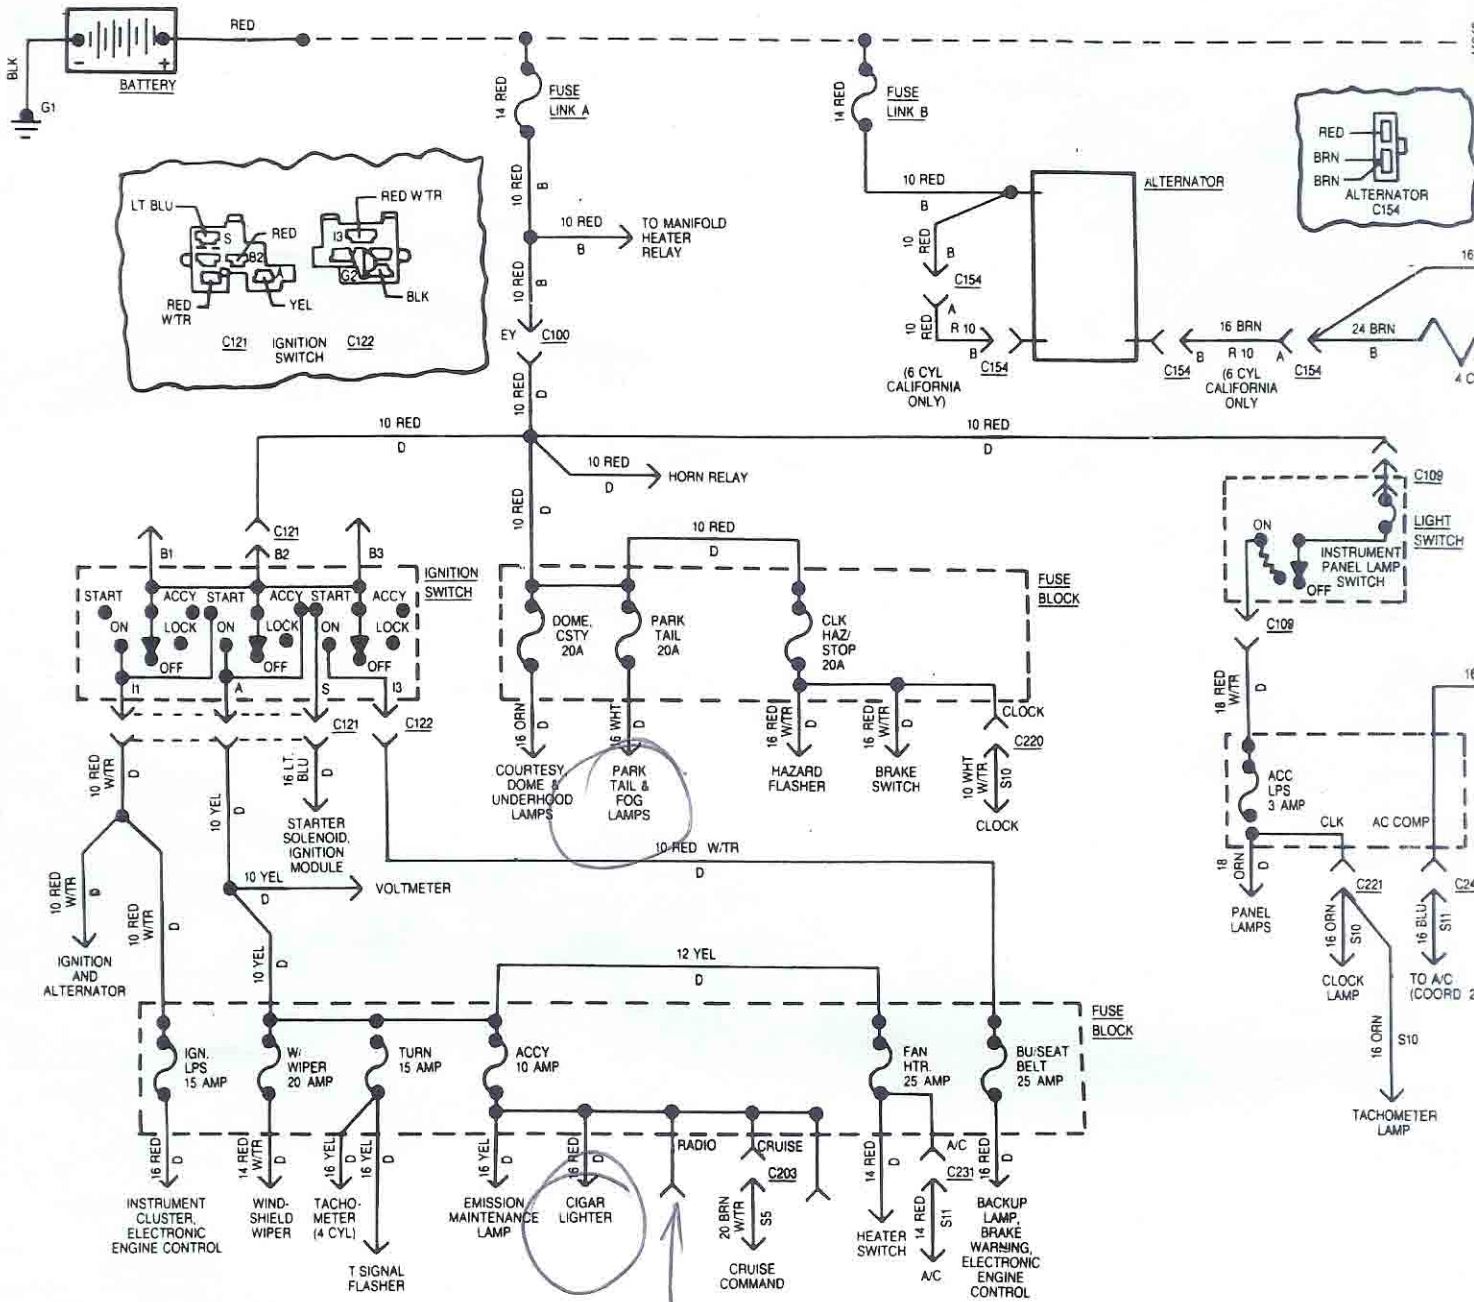 RED
BLK
BATTERY
G1
14 RED
FUSE
LINK A
14 RED
FUSE
LINK B
RED
BRN
BRN
ALTERNATOR
C154
10 RED
B
10 RED
B
TO MANIFOLD
HEATER
RELAY
10 RED
B
EY
C100
10 RED
D
10 RED
B
ALTERNATOR
10 RED
B
C154
A
10 RED
R 10
B
C154
(6 CYL
CALIFORNIA
ONLY)
16 BRN
B
R 10
A
C154
C154
(6 CYL
CALIFORNIA
ONLY
24 BRN
B
16
4 C
LT BLU
S
RED
B2
A
RED
W/TR
YEL
RED W/TR
I3
G2
BLK
C121
IGNITION
SWITCH
C122
10 RED
D
10 RED
D
10 RED
D
HORN RELAY
10 RED
D
10 RED
D
C121
B1
B2
B3
IGNITION
SWITCH
START
ACCY
START
ACCY
START
ACCY
ON
LOCK
ON
LOCK
ON
LOCK
OFF
OFF
OFF
I1
A
S
I3
C121
C122
FUSE
BLOCK
DOME,
CSTY
20A
PARK
TAIL
20A
CLK
HAZ/
STOP
20A
16 ORN
D
16 WHT
D
16 RED
W/TR
D
16 RED
W/TR
D
CLOCK
C220
10 WHT
W/TR
S10
CLOCK
COURTESY,
DOME &
UNDERHOOD
LAMPS
PARK
TAIL &
FOG
LAMPS
HAZARD
FLASHER
BRAKE
SWITCH
C109
LIGHT
SWITCH
ON
INSTRUMENT
PANEL LAMP
SWITCH
OFF
C109
18 RED
W/TR
D
16
ACC
LPS
3 AMP
CLK
AC COMP
18
ORN
D
PANEL
LAMPS
C221
16 ORN
S10
CLOCK
LAMP
C24
16 BLU
S11
TO A/C
(COORD 2
16 ORN
S10
TACHOMETER
LAMP
10 RED
W/TR
D
10 YEL
D
16 LT.
BLU
D
STARTER
SOLENOID,
IGNITION
MODULE
10 RED W/TR
D
10 YEL
D
VOLTMETER
10 RED
W/TR
D
10 RED
W/TR
D
IGNITION
AND
ALTERNATOR
10 YEL
D
12 YEL
D
FUSE
BLOCK
IGN.
LPS
15 AMP
W/
WIPER
20 AMP
TURN
15 AMP
ACCY
10 AMP
FAN
HTR.
25 AMP
BU/SEAT
BELT
25 AMP
16 RED
D
14 RED
W/TR
D
16 YEL
D
16 YEL
D
16 YEL
D
16 RED
D
RADIO
CRUISE
C203
20 BRN
W/TR
S5
14 RED
D
A/C
C231
14 RED
S11
16 RED
D
INSTRUMENT
CLUSTER,
ELECTRONIC
ENGINE CONTROL
WIND-
SHIELD
WIPER
TACHO-
METER
(4 CYL)
T SIGNAL
FLASHER
EMISSION
MAINTENANCE
LAMP
CIGAR
LIGHTER
CRUISE
COMMAND
HEATER
SWITCH
A/C
BACKUP
LAMP,
BRAKE
WARNING,
ELECTRONIC
ENGINE
CONTROL